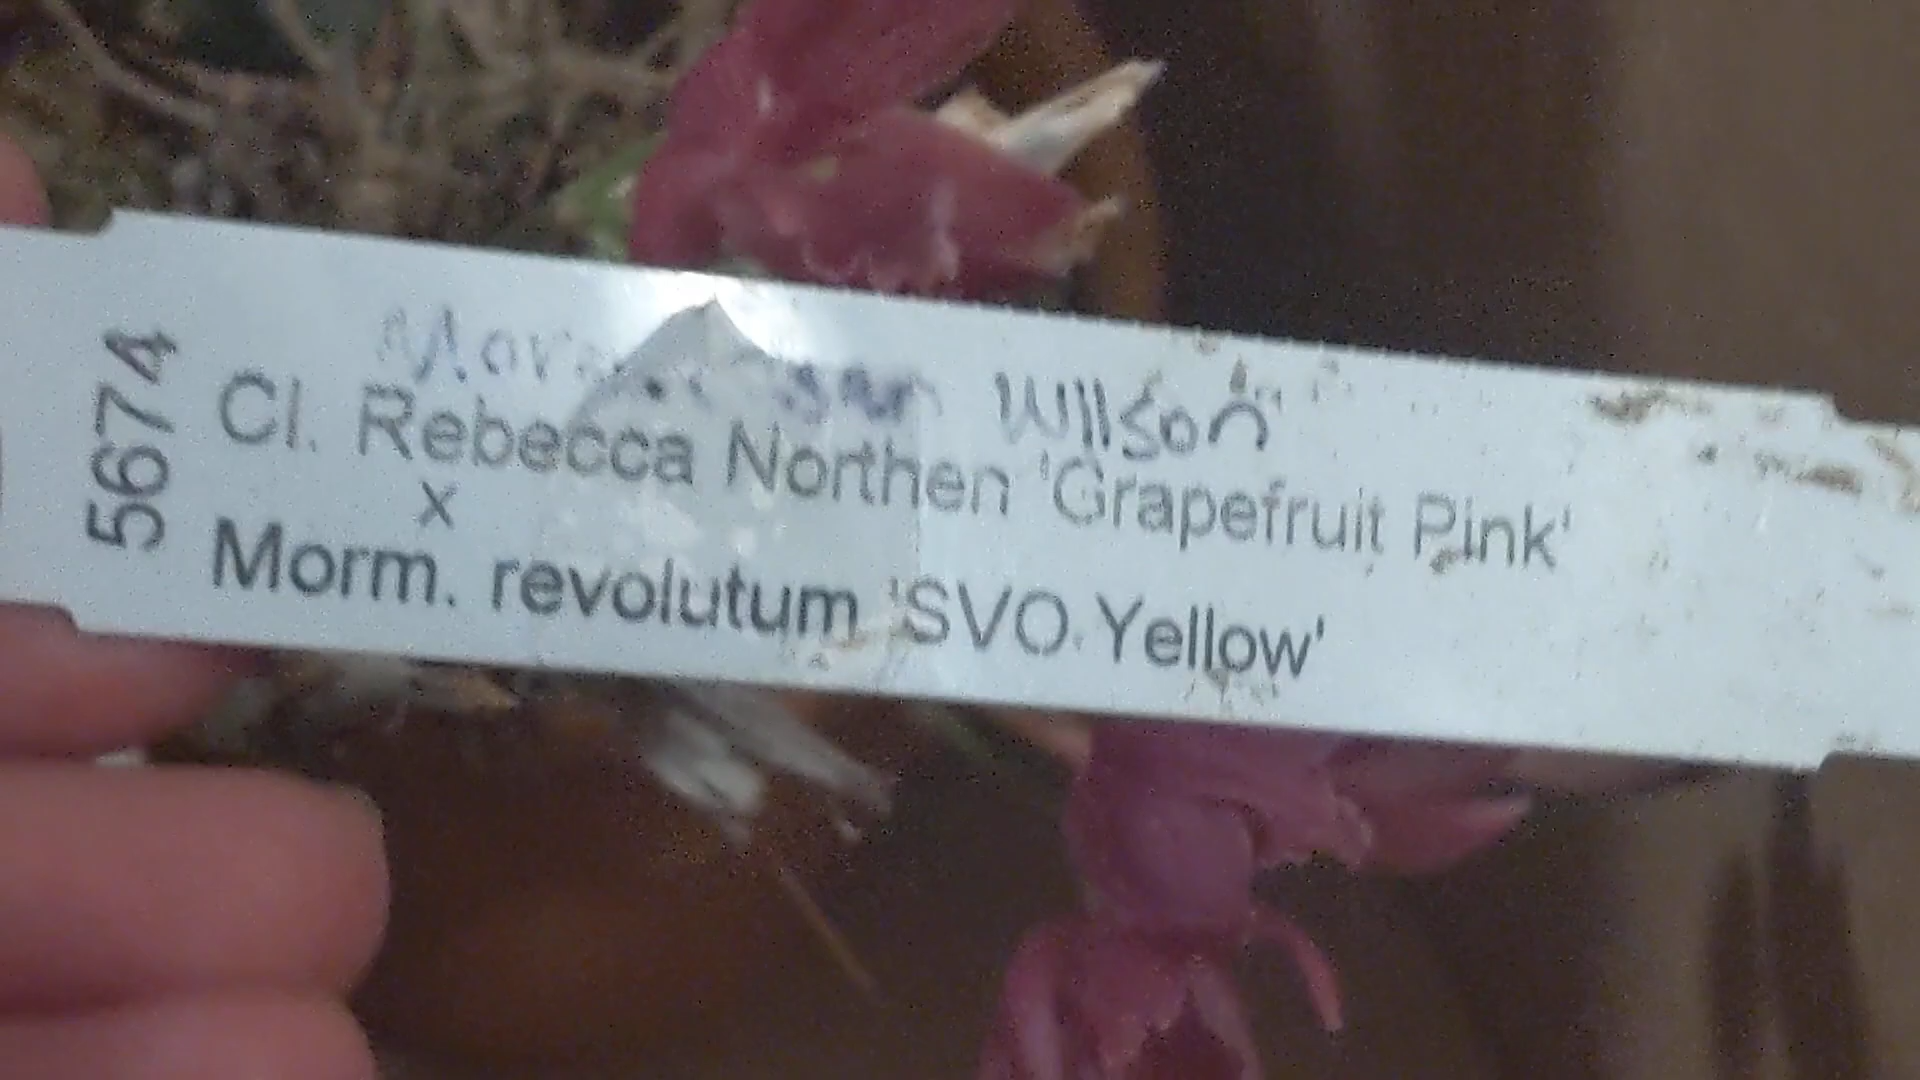 Wilson
Cl. Rebecca Northen 'Grapefruit Pink'
x
Morm. revolutum 'SVO Yellow'
5674